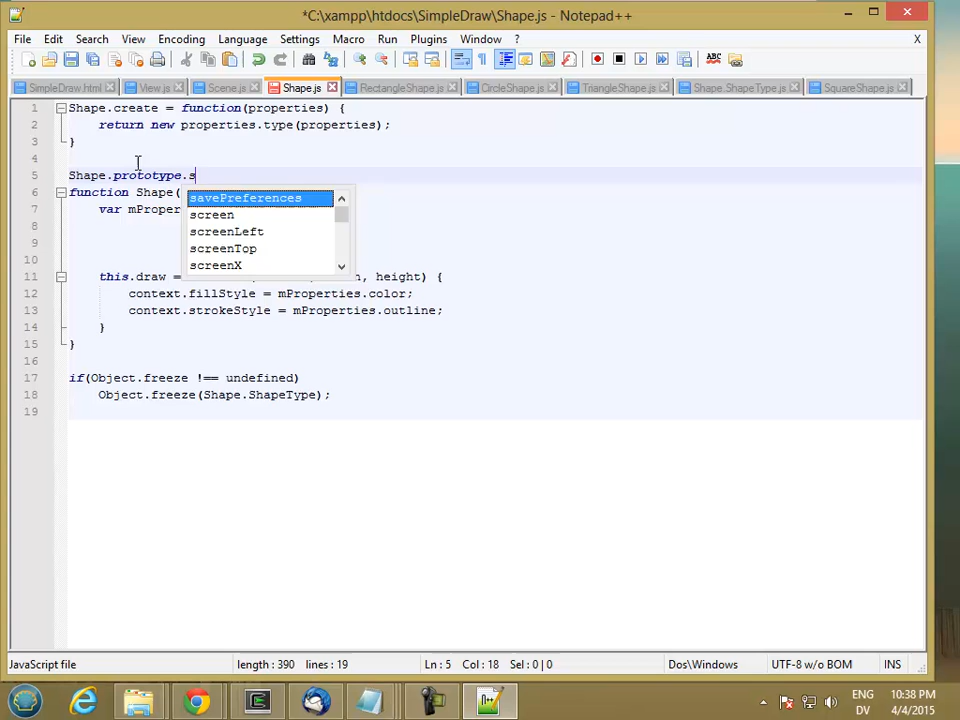 *C:\xampp\htdocs\SimpleDraw\Shape.js - Notepad++
File Edit Search View Encoding Language Settings Macro Run Plugins Window ? X
SimpleDraw.html View.js Scene.js Shape.js RectangleShape.js CircleShape.js TriangleShape.js Shape.ShapeType.js SquareShape.js
1 Shape.create = function(properties) {
2 return new properties.type(properties);
3 }
4
5 Shape.prototype.s
6 function Shape(
7 var mProper
8
9
10
11 this.draw = height) {
12 context.fillStyle = mProperties.color;
13 context.strokeStyle = mProperties.outline;
14 }
15 }
16
17 if(Object.freeze !== undefined)
18 Object.freeze(Shape.ShapeType);
19
savePreferences
screen
screenLeft
screenTop
screenX
JavaScript file length : 390 lines : 19 Ln : 5 Col : 18 Sel : 0 | 0 Dos\Windows UTF-8 w/o BOM INS
ENG 10:38 PM
DV 4/4/2015